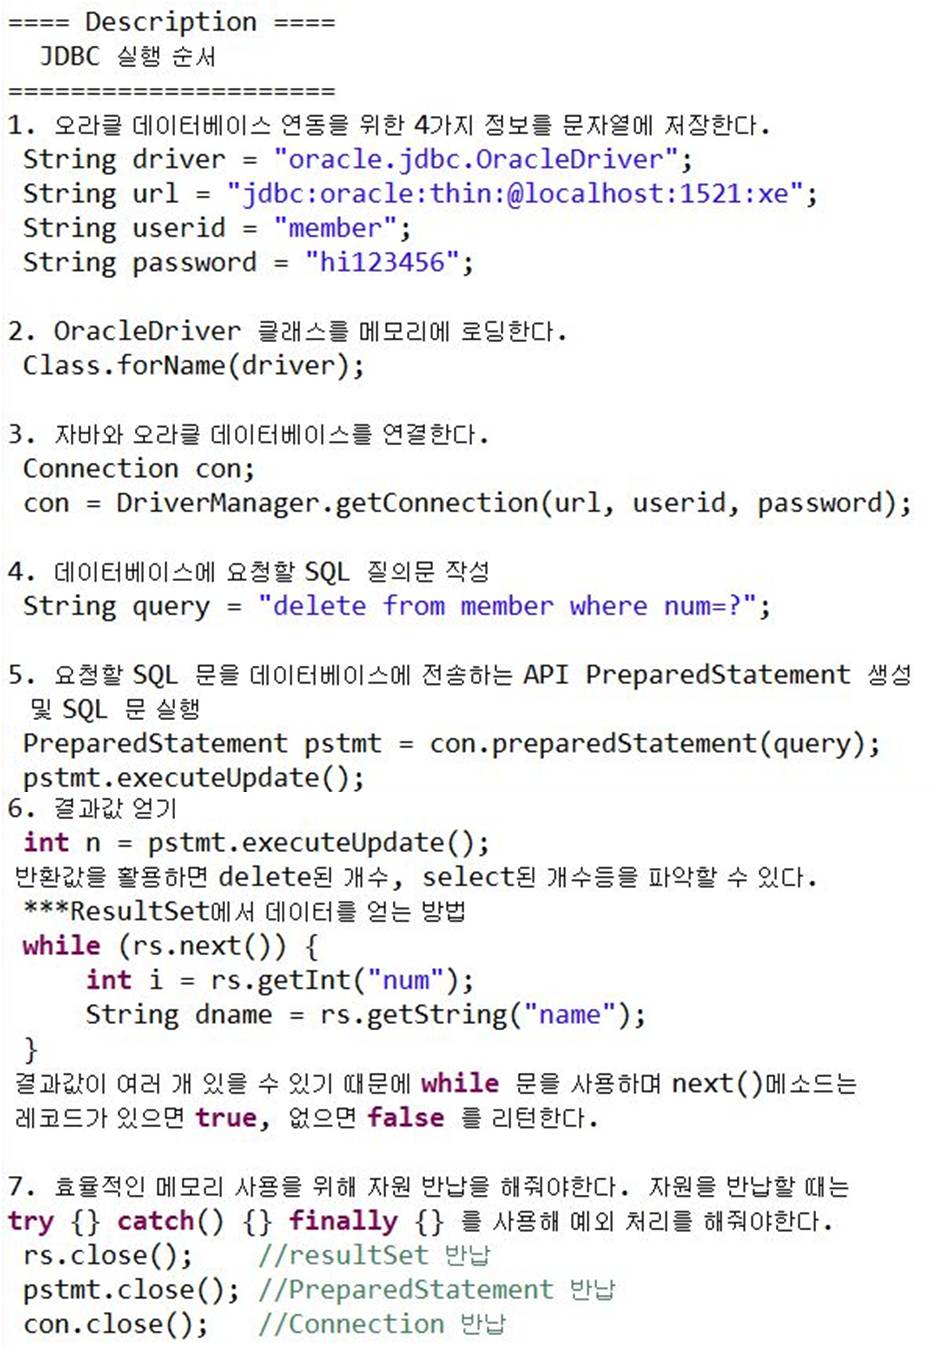 ==== Description ====
JDBC 실행 순서
=====================
1. 오라클 데이터베이스 연동을 위한 4가지 정보를 문자열에 저장한다.
String driver = "oracle.jdbc.OracleDriver";
String url = "jdbc:oracle:thin:@localhost:1521:xe";
String userid = "member";
String password = "hi123456";
2. OracleDriver 클래스를 메모리에 로딩한다.
Class.forName(driver);
3. 자바와 오라클 데이터베이스를 연결한다.
Connection con;
con = DriverManager.getConnection(url, userid, password);
4. 데이터베이스에 요청할 SQL 질의문 작성
String query = "delete from member where num=?";
5. 요청할 SQL 문을 데이터베이스에 전송하는 API PreparedStatement 생성
및 SQL 문 실행
PreparedStatement pstmt = con.preparedStatement(query);
pstmt.executeUpdate();
6. 결과값 얻기
int n = pstmt.executeUpdate();
반환값을 활용하면 delete된 개수, select된 개수등을 파악할 수 있다.
***ResultSet에서 데이터를 얻는 방법
while (rs.next()) {
int i = rs.getInt("num");
String dname = rs.getString("name");
}
결과값이 여러 개 있을 수 있기 때문에 while 문을 사용하며 next()메소드는
레코드가 있으면 true, 없으면 false 를 리턴한다.
7. 효율적인 메모리 사용을 위해 자원 반납을 해줘야한다. 자원을 반납할 때는
try {} catch() {} finally {} 를 사용해 예외 처리를 해줘야한다.
rs.close(); //resultSet 반납
pstmt.close(); //PreparedStatement 반납
con.close(); //Connection 반납